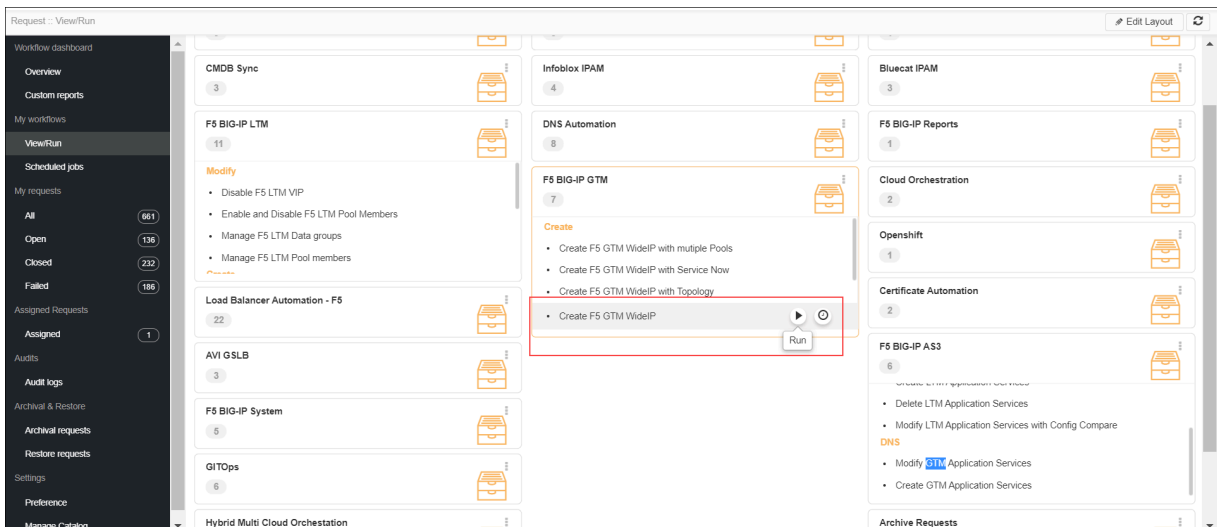 Request :: View/Run
Edit Layout
Workflow dashboard
Overview
Custom reports
My workflows
View/Run
Scheduled jobs
My requests
All 661
Open 136
Closed 232
Failed 186
Assigned Requests
Assigned 1
Audits
Audit logs
Archival & Restore
Archival requests
Restore requests
Settings
Preference
Manage Catalog
CMDB Sync
3
F5 BIG-IP LTM
11
Modify
• Disable F5 LTM VIP
• Enable and Disable F5 LTM Pool Members
• Manage F5 LTM Data groups
• Manage F5 LTM Pool members
Create
Load Balancer Automation - F5
22
AVI GSLB
3
F5 BIG-IP System
5
GITOps
6
Hybrid Multi Cloud Orchestation
Infoblox IPAM
4
DNS Automation
8
F5 BIG-IP GTM
7
Create
• Create F5 GTM WideIP with mutiple Pools
• Create F5 GTM WideIP with Service Now
• Create F5 GTM WideIP with Topology
• Create F5 GTM WideIP
Run
Bluecat IPAM
3
F5 BIG-IP Reports
1
Cloud Orchestration
2
Openshift
1
Certificate Automation
2
F5 BIG-IP AS3
6
Create LTM Application Services
• Delete LTM Application Services
• Modify LTM Application Services with Config Compare
DNS
• Modify GTM Application Services
• Create GTM Application Services
Archive Requests